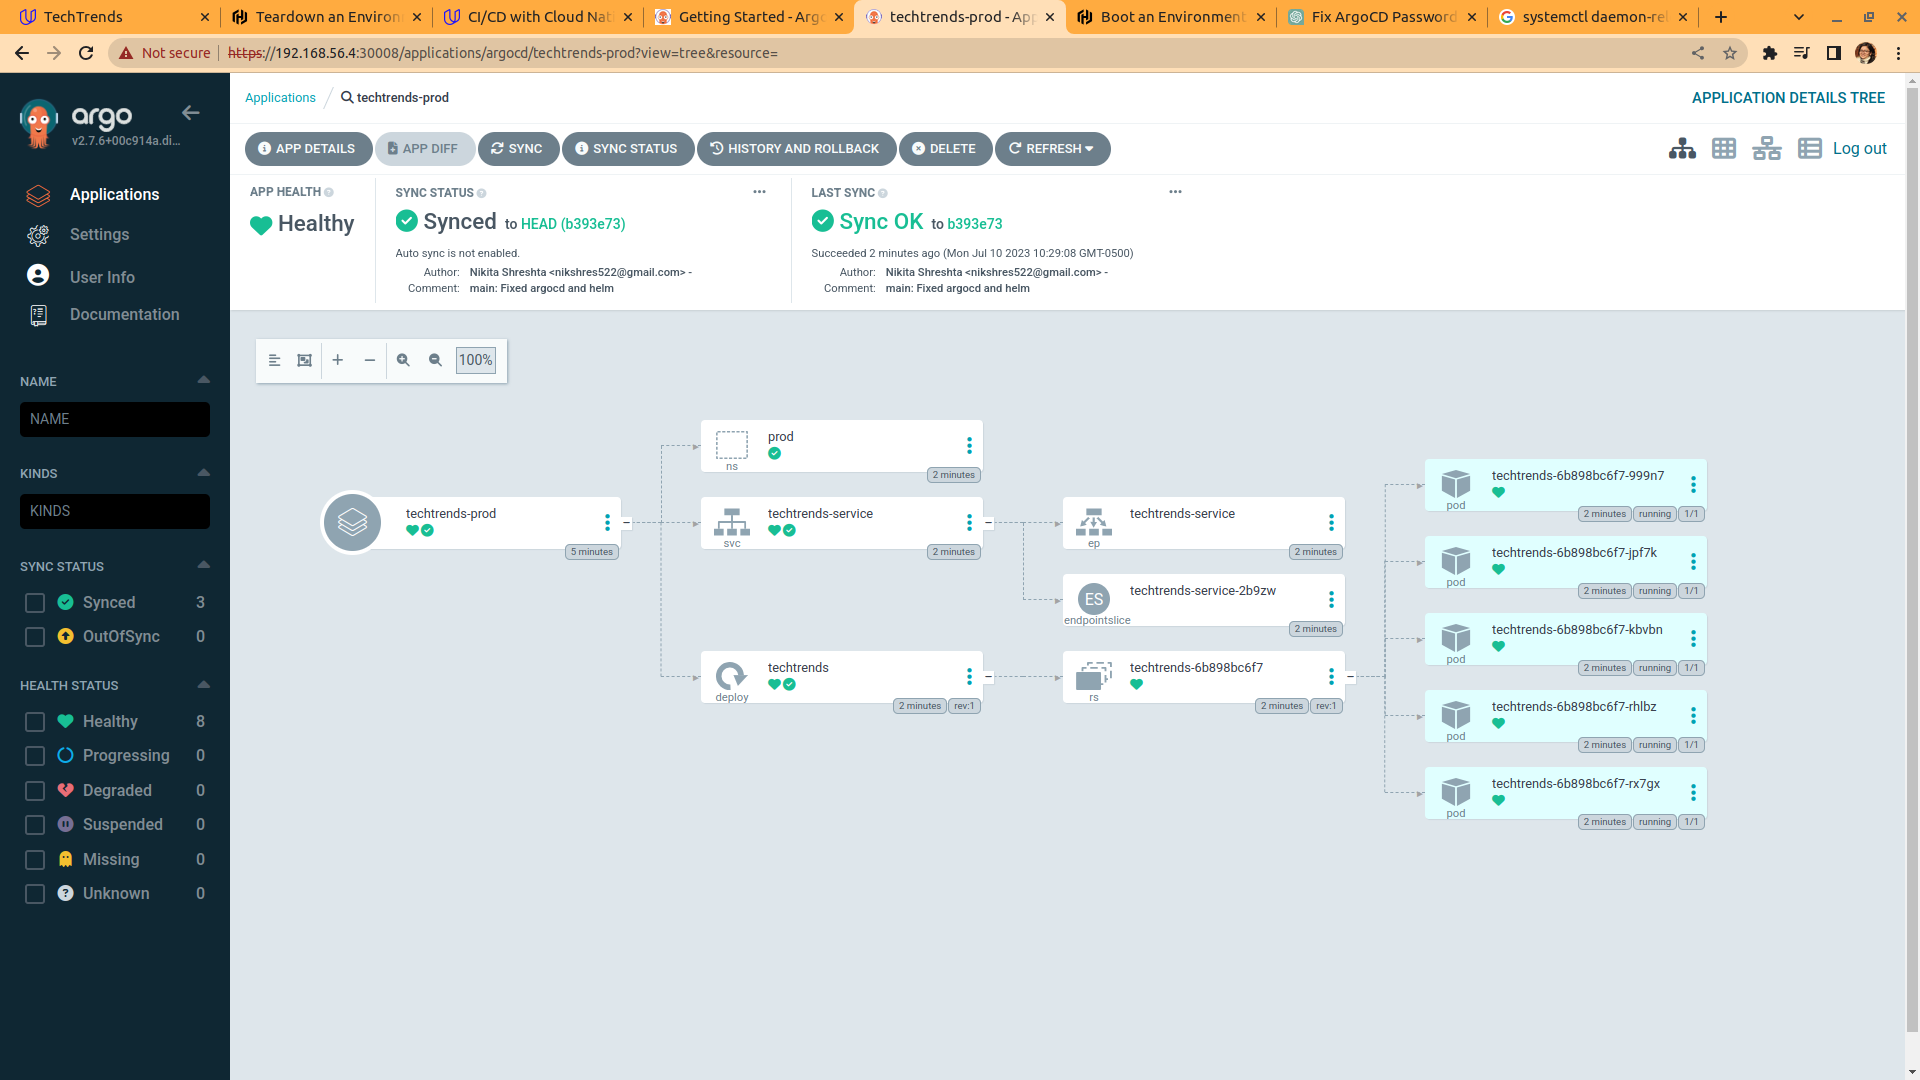 TechTrends
Teardown an Environ
CI/CD with Cloud Nat
Getting Started - Argo
techtrends-prod - App
Boot an Environment
Fix ArgoCD Password
systemctl daemon-rel
Not secure
https://192.168.56.4:30008/applications/argocd/techtrends-prod?view=tree&resource=
argo
v2.7.6+00c914a.di...
Applications
Settings
User Info
Documentation
NAME
NAME
KINDS
KINDS
SYNC STATUS
Synced 3
OutOfSync 0
HEALTH STATUS
Healthy 8
Progressing 0
Degraded 0
Suspended 0
Missing 0
Unknown 0
Applications / techtrends-prod
APPLICATION DETAILS TREE
APP DETAILS
APP DIFF
SYNC
SYNC STATUS
HISTORY AND ROLLBACK
DELETE
REFRESH
Log out
APP HEALTH
Healthy
SYNC STATUS
Synced to HEAD (b393e73)
Auto sync is not enabled.
Author: Nikita Shreshta <nikshres522@gmail.com> -
Comment: main: Fixed argocd and helm
LAST SYNC
Sync OK to b393e73
Succeeded 2 minutes ago (Mon Jul 10 2023 10:29:08 GMT-0500)
Author: Nikita Shreshta <nikshres522@gmail.com> -
Comment: main: Fixed argocd and helm
100%
techtrends-prod
5 minutes
prod
ns
2 minutes
techtrends-service
svc
2 minutes
techtrends
deploy
2 minutes rev:1
techtrends-service
ep
2 minutes
ES
techtrends-service-2b9zw
endpointslice
2 minutes
techtrends-6b898bc6f7
rs
2 minutes rev:1
techtrends-6b898bc6f7-999n7
pod
2 minutes running 1/1
techtrends-6b898bc6f7-jpf7k
pod
2 minutes running 1/1
techtrends-6b898bc6f7-kbvbn
pod
2 minutes running 1/1
techtrends-6b898bc6f7-rhlbz
pod
2 minutes running 1/1
techtrends-6b898bc6f7-rx7gx
pod
2 minutes running 1/1